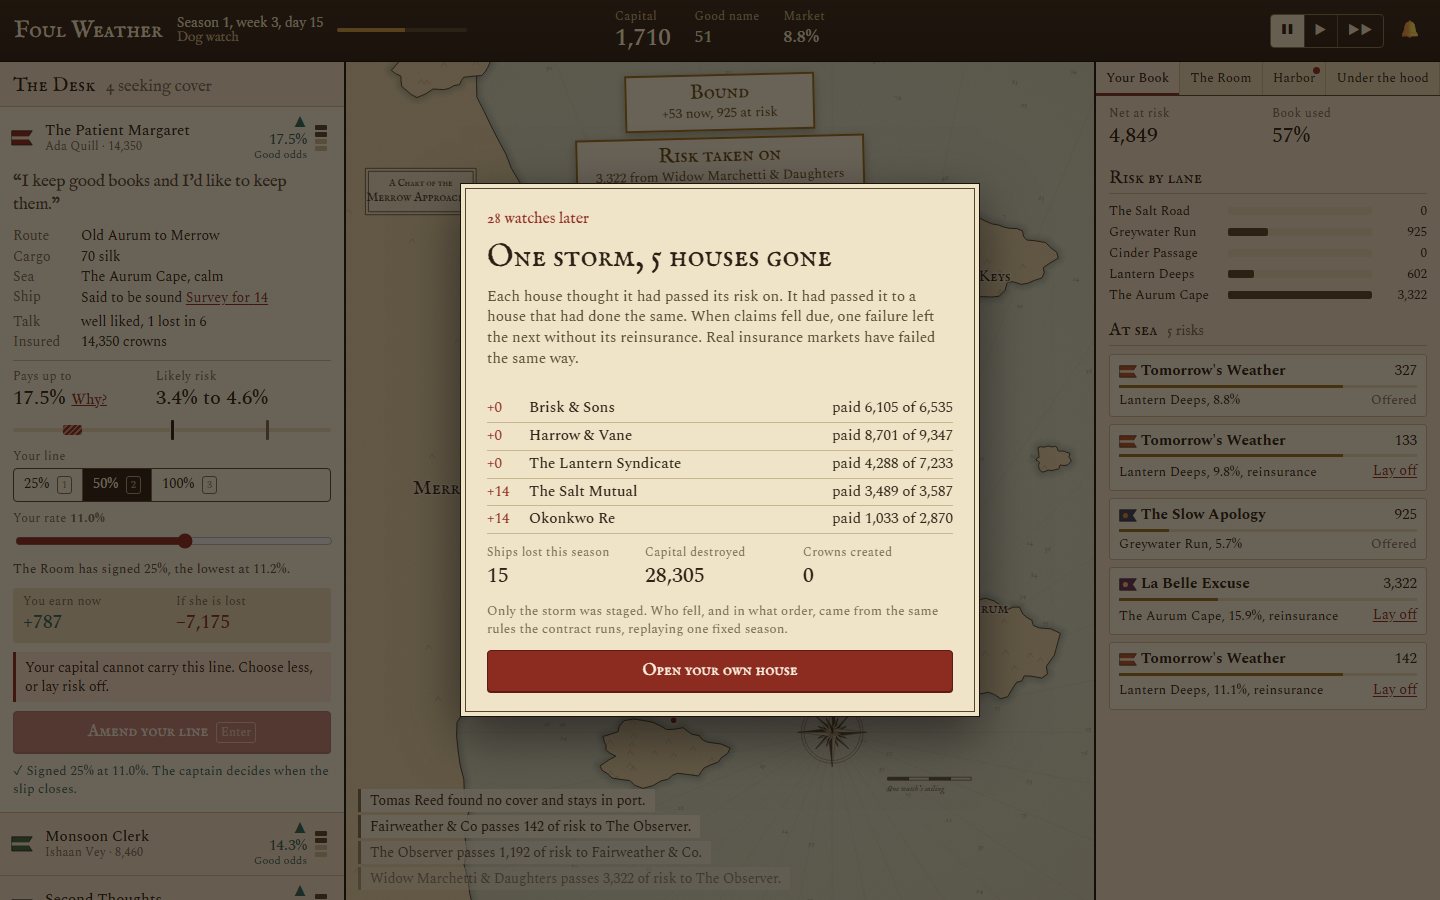 Foul Weather
Season 1, week 3, day 15
Dog watch
Capital
1,710
Good name
51
Market
8.8%
The Desk 4 seeking cover
The Patient Margaret
Ada Quill · 14,350
17.5%
Good odds
“I keep good books and I’d like to keep
them.”
Route Old Aurum to Merrow
Cargo 70 silk
Sea The Aurum Cape, calm
Ship Said to be sound Survey for 14
Talk well liked, 1 lost in 6
Insured 14,350 crowns
Pays up to
17.5% Why?
Likely risk
3.4% to 4.6%
Your line
25% 1 50% 2 100% 3
Your rate 11.0%
The Room has signed 25%, the lowest at 11.2%.
You earn now
+787
If she is lost
−7,175
Your capital cannot carry this line. Choose less,
or lay risk off.
Amend your line Enter
✓ Signed 25% at 11.0%. The captain decides when the
slip closes.
Monsoon Clerk
Ishaan Vey · 8,460
14.3%
Good odds
Second Thoughts
Bound
+53 now, 925 at risk
Risk taken on
3,322 from Widow Marchetti & Daughters
A Chart of the
Merrow Approac
Keys
Merr
rum
28 watches later
One storm, 5 houses gone
Each house thought it had passed its risk on. It had passed it to a
house that had done the same. When claims fell due, one failure left
the next without its reinsurance. Real insurance markets have failed
the same way.
+0 Brisk & Sons paid 6,105 of 6,535
+0 Harrow & Vane paid 8,701 of 9,347
+0 The Lantern Syndicate paid 4,288 of 7,233
+14 The Salt Mutual paid 3,489 of 3,587
+14 Okonkwo Re paid 1,033 of 2,870
Ships lost this season
15
Capital destroyed
28,305
Crowns created
0
Only the storm was staged. Who fell, and in what order, came from the same
rules the contract runs, replaying one fixed season.
Open your own house
One watch's sailing
Tomas Reed found no cover and stays in port.
Fairweather & Co passes 142 of risk to The Observer.
The Observer passes 1,192 of risk to Fairweather & Co.
Widow Marchetti & Daughters passes 3,322 of risk to The Observer.
Your Book
The Room
Harbor
Under the hood
Net at risk
4,849
Book used
57%
Risk by lane
The Salt Road 0
Greywater Run 925
Cinder Passage 0
Lantern Deeps 602
The Aurum Cape 3,322
At sea 5 risks
Tomorrow's Weather 327
Lantern Deeps, 8.8% Offered
Tomorrow's Weather 133
Lantern Deeps, 9.8%, reinsurance Lay off
The Slow Apology 925
Greywater Run, 5.7% Offered
La Belle Excuse 3,322
The Aurum Cape, 15.9%, reinsurance Lay off
Tomorrow's Weather 142
Lantern Deeps, 11.1%, reinsurance Lay off